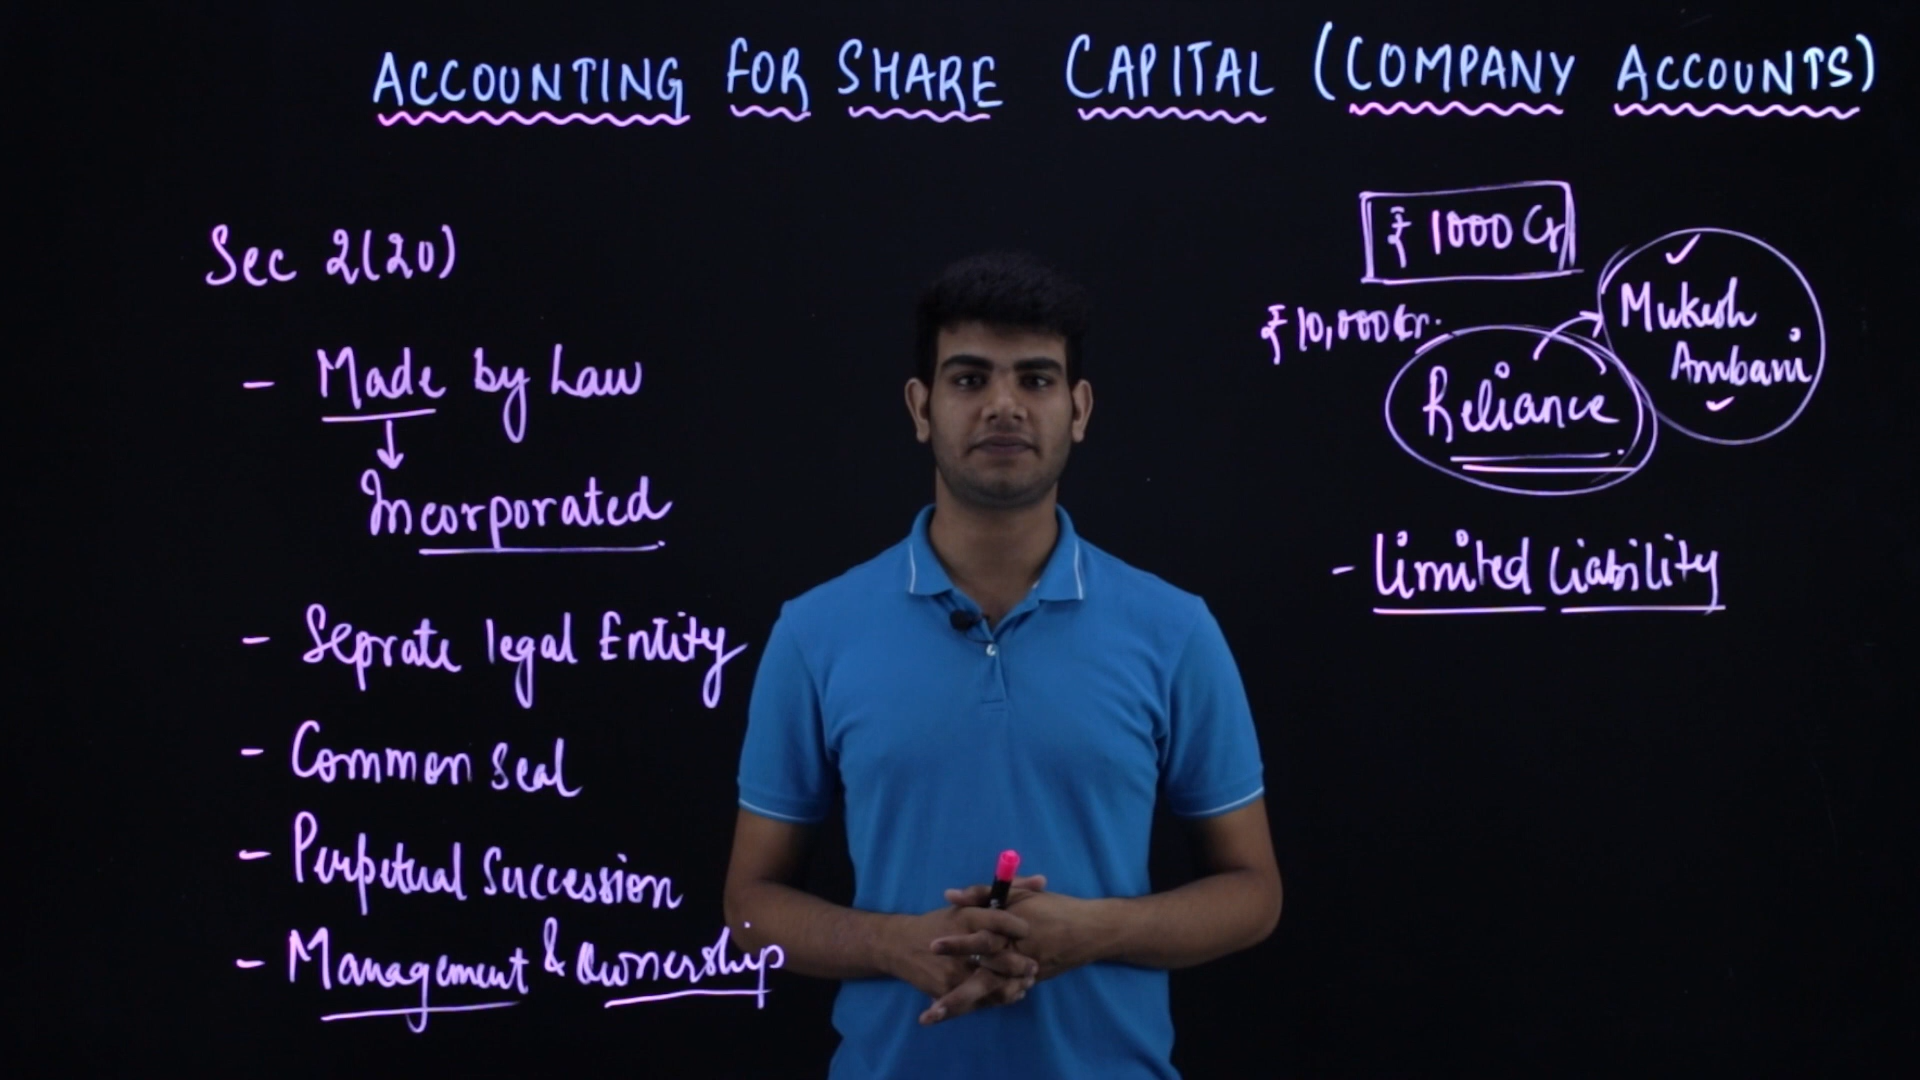 ACCOUNTING FOR SHARE CAPITAL (COMPANY ACCOUNTS)
Sec 2(20)
- Made by Law
Incorporated
- Seprate legal Entity
- Common Seal
- Perpetual Succession
- Management & Ownership
₹ 1000 Cr
₹ 10,000 Cr.
Reliance
Mukesh
Ambani
- Limited Liability